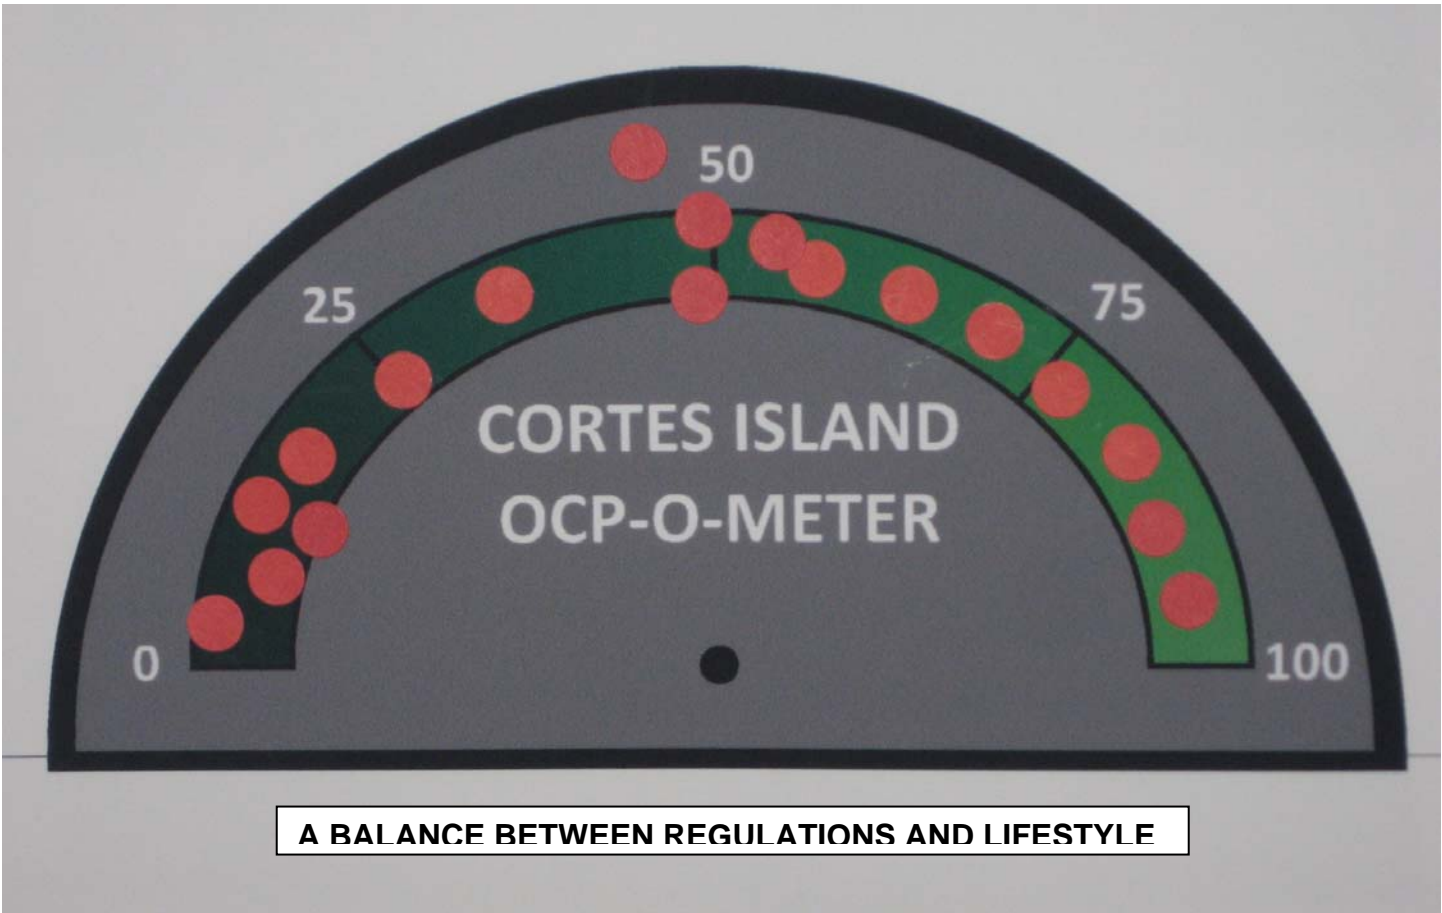 50
25
75
CORTES ISLAND
OCP-O-METER
0
100
A BALANCE BETWEEN REGULATIONS AND LIFESTYLE